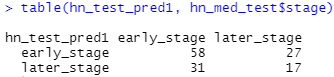 > table(hn_test_pred1, hn_med_test$stage)
hn_test_pred1 early_stage later_stage
early_stage 58 27
later_stage 31 17